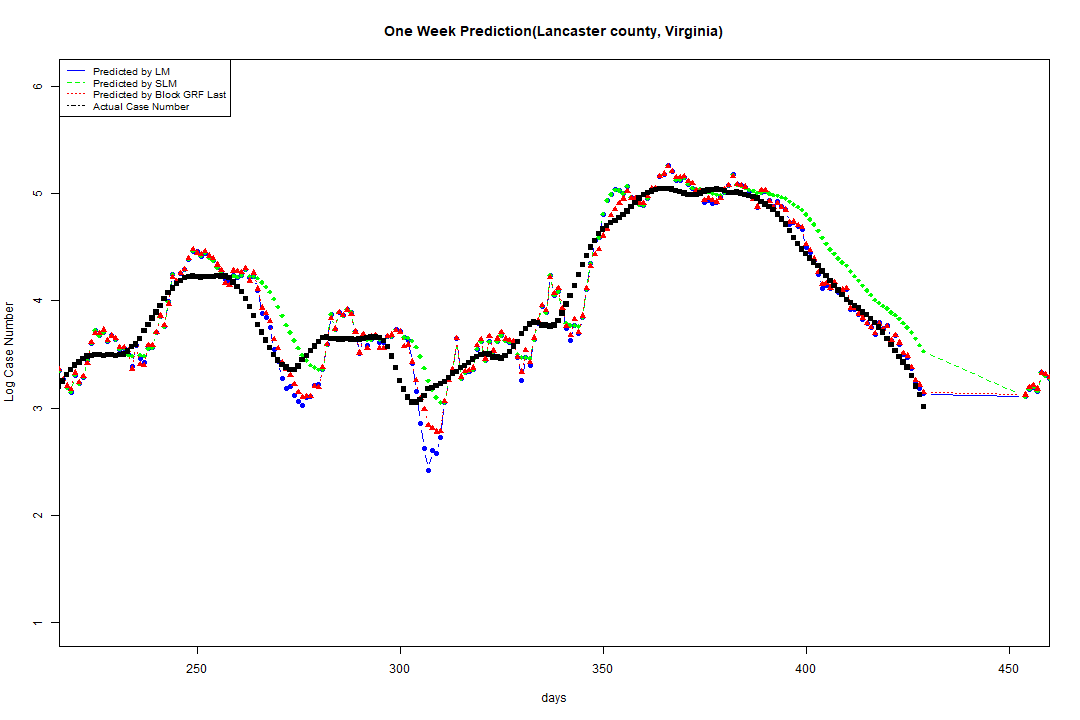 One Week Prediction(Lancaster county, Virginia)
Predicted by LM
Predicted by SLM
Predicted by Block GRF Last
Actual Case Number
6
5
4
3
2
1
Log Case Number
250 300 350 400 450
days